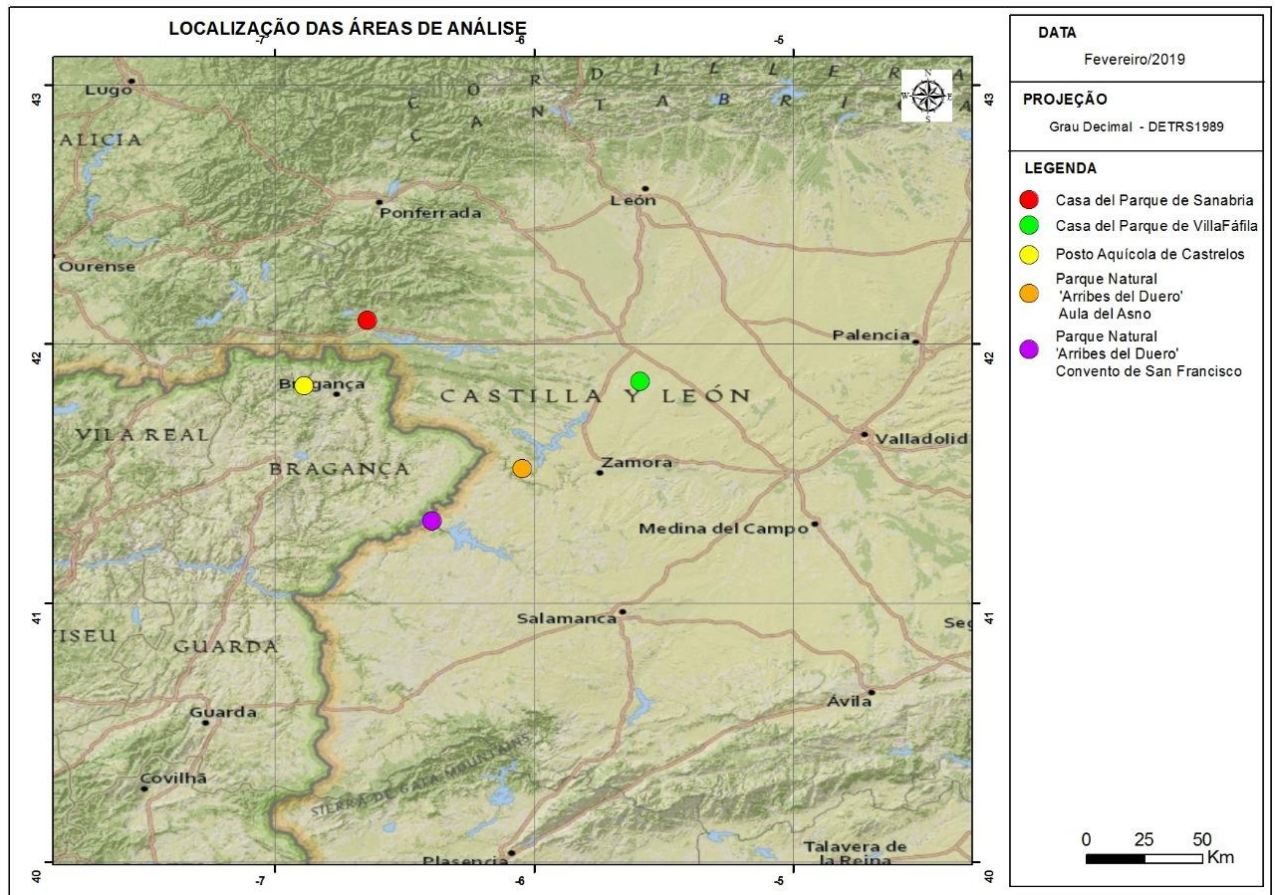 LOCALIZAÇÃO DAS ÁREAS DE ANÁLISE
-7
-6
-5
43
42
41
40
43
42
41
40
-7
-6
-5
N
W
E
S
CORDILLERA
CANTABRICA
Lugo
ALICIA
Ponferrada
León
Ourense
Palencia
Bragança
CASTILLA Y LEÓN
VILA REAL
Valladolid
BRAGANÇA
Zamora
Medina del Campo
Salamanca
ISEU
Seg
GUARDA
Ávila
Guarda
Covilhã
SIERRA DE GATA MOUNTAINS
Plasencia
Talavera de
la Reina
DATA
Fevereiro/2019
PROJEÇÃO
Grau Decimal - DETRS1989
LEGENDA
Casa del Parque de Sanabria
Casa del Parque de VillaFáfila
Posto Aquícola de Castrelos
Parque Natural
'Arribes del Duero'
Aula del Asno
Parque Natural
'Arribes del Duero'
Convento de San Francisco
0 25 50
Km